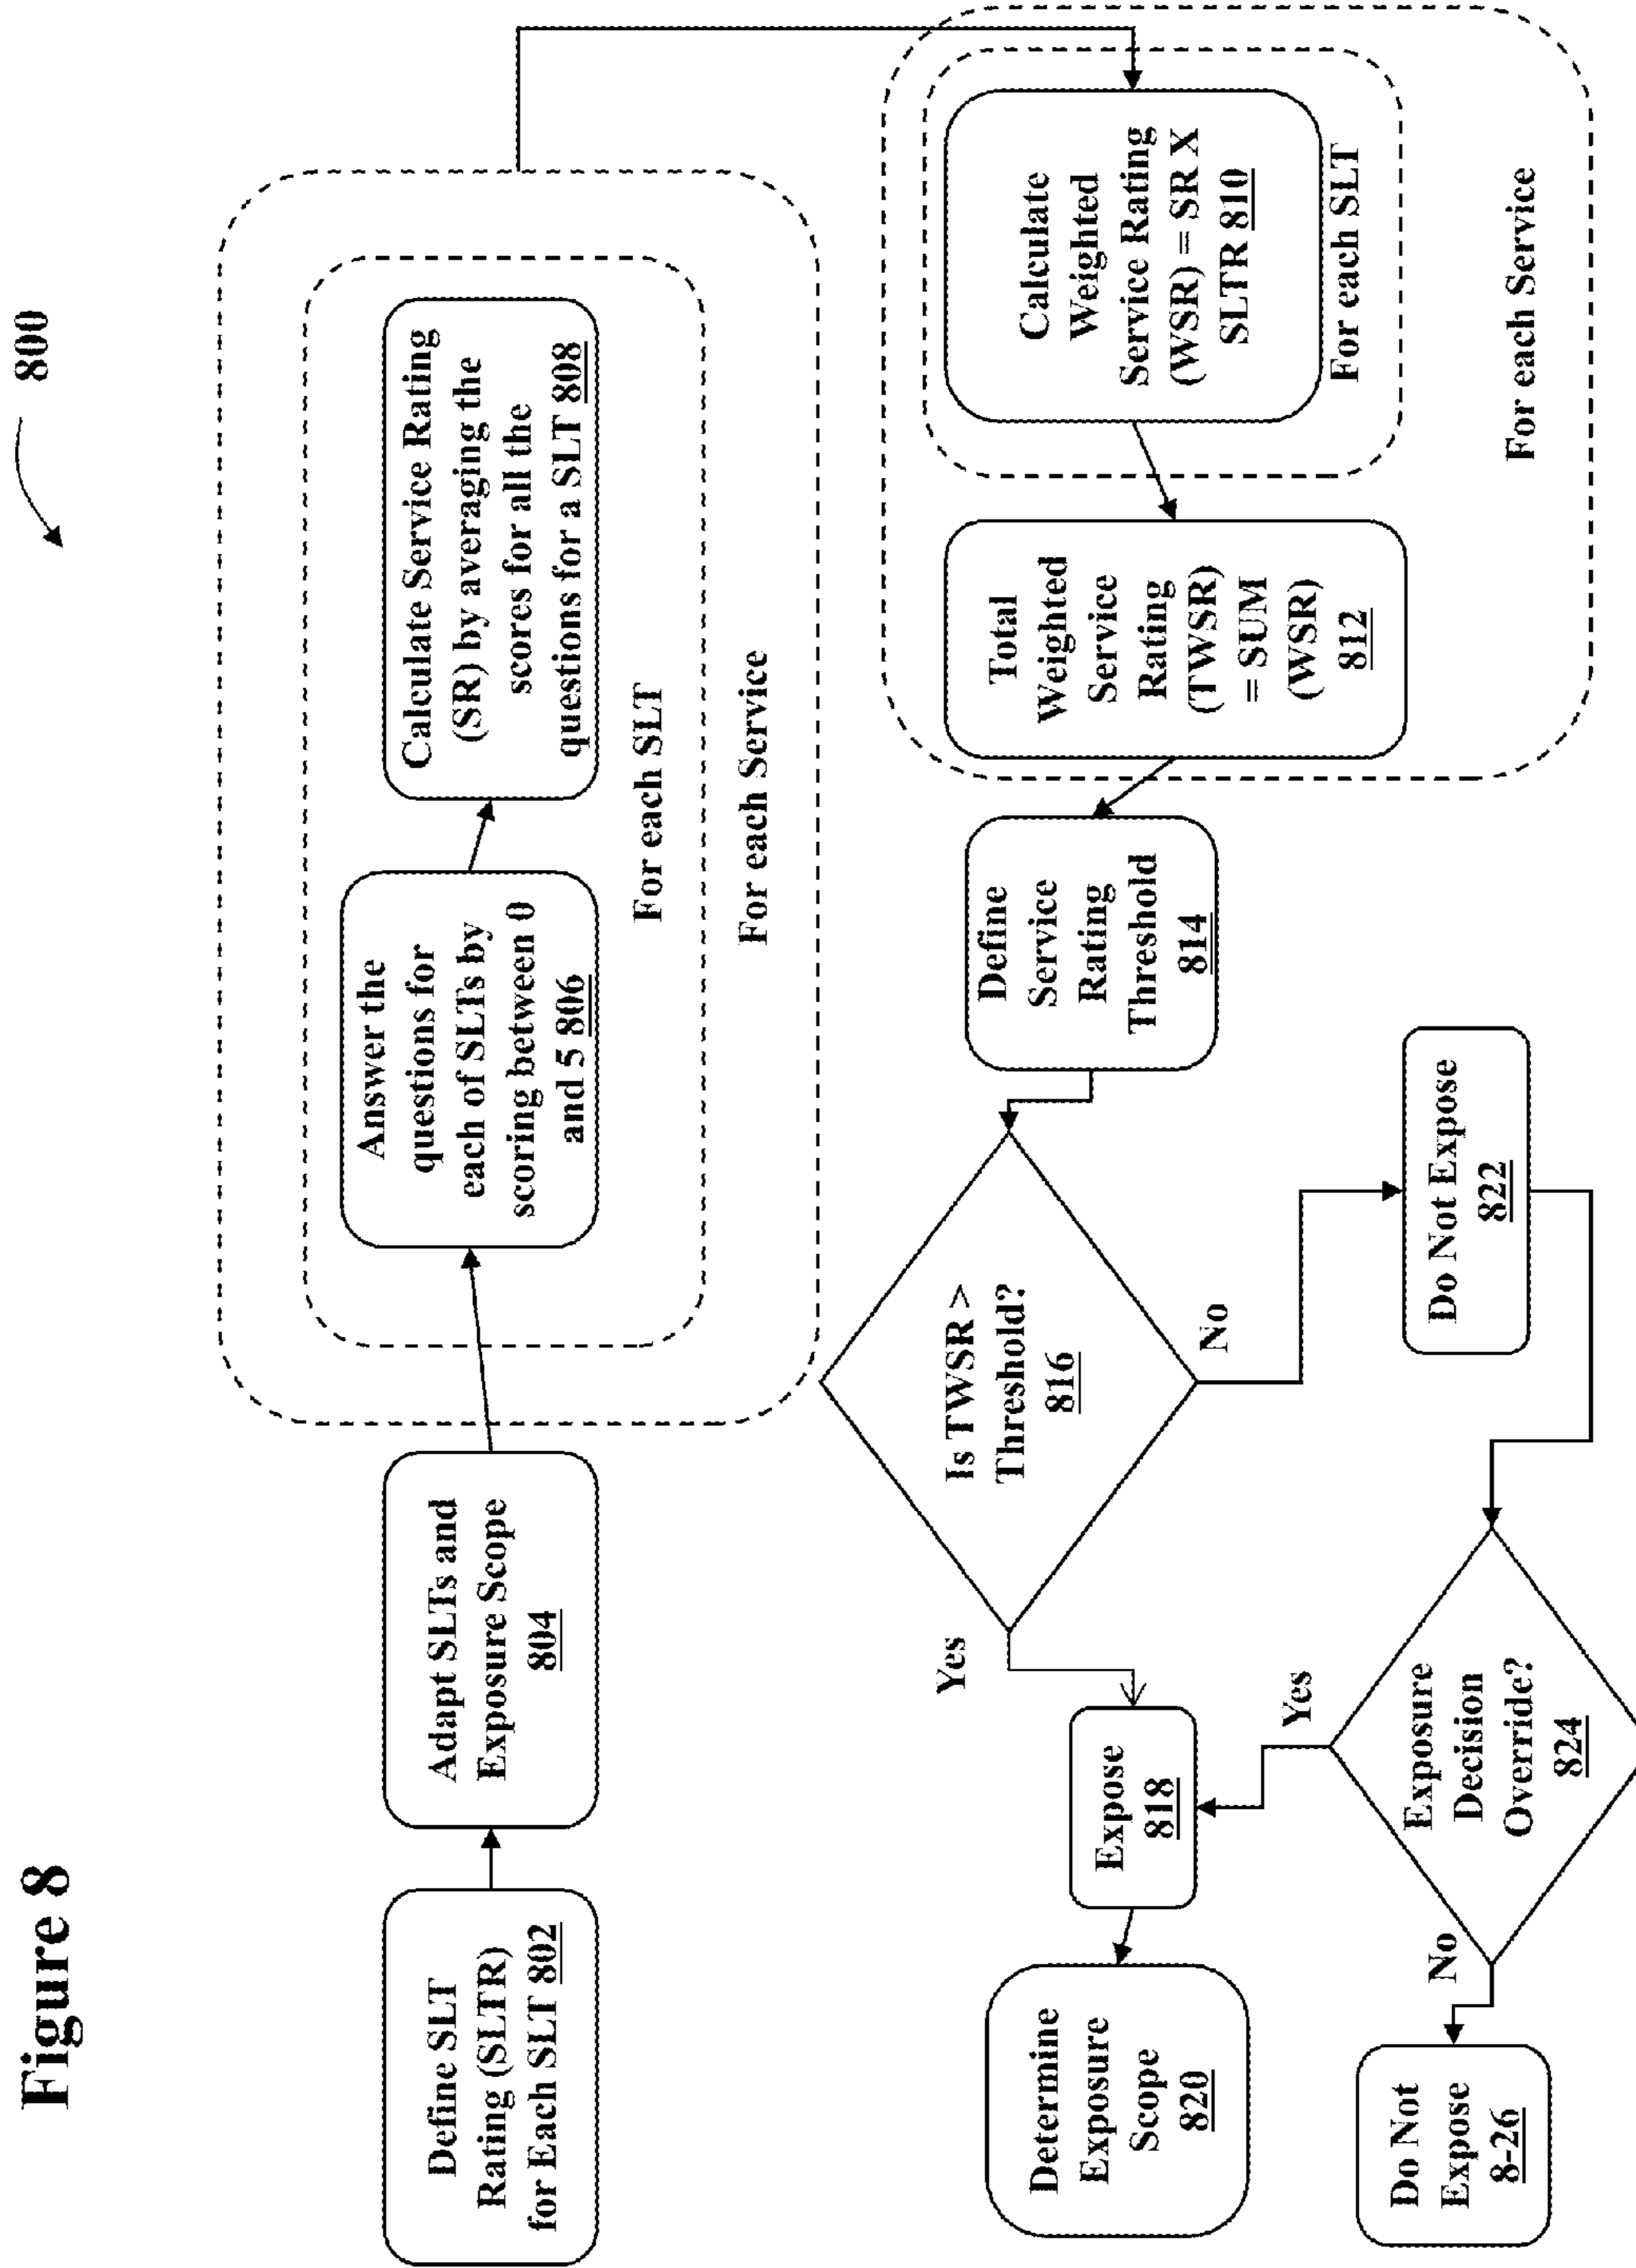 Figure 8
800
Define SLT
Rating (SLTR)
for Each SLT 802
Adapt SLTs and
Exposure Scope
804
Answer the
questions for
each of SLTs by
scoring between 0
and 5 806
Calculate Service Rating
(SR) by averaging the
scores for all the
questions for a SLT 808
For each SLT
For each Service
Calculate
Weighted
Service Rating
(WSR) = SR X
SLTR 810
For each SLT
For each Service
Total
Weighted
Service
Rating
(TWSR)
= SUM
(WSR)
812
Define
Service
Rating
Threshold
814
Is TWSR >
Threshold?
816
Yes
No
Expose
818
Determine
Exposure
Scope
820
Do Not Expose
822
Exposure
Decision
Override?
824
Yes
No
Do Not
Expose
8-26